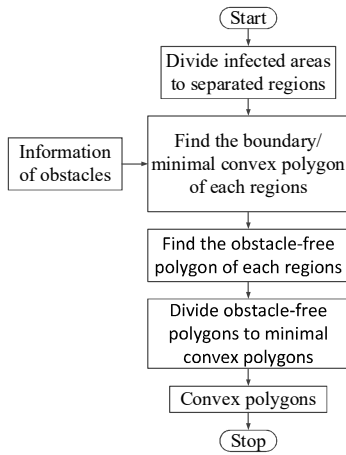 Start
Divide infected areas
to separated regions
Information
of obstacles
Find the boundary/
minimal convex polygon
of each regions
Find the obstacle-free
polygon of each regions
Divide obstacle-free
polygons to minimal
convex polygons
Convex polygons
Stop